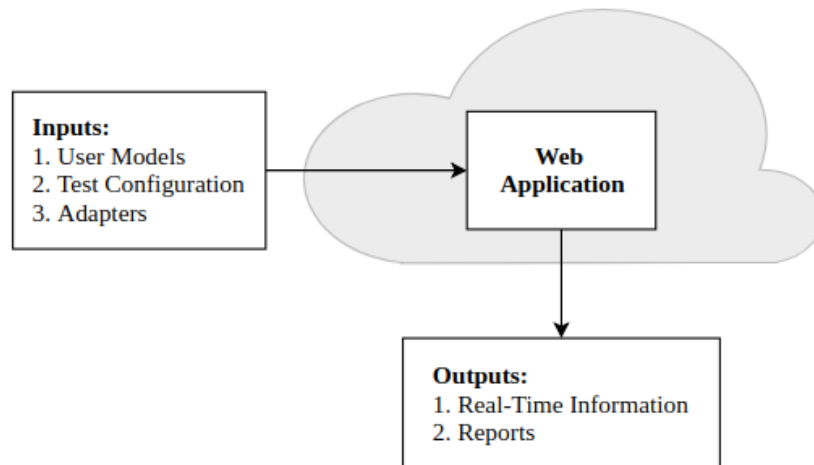 Inputs:
1. User Models
2. Test Configuration
3. Adapters
Web
Application
Outputs:
1. Real-Time Information
2. Reports